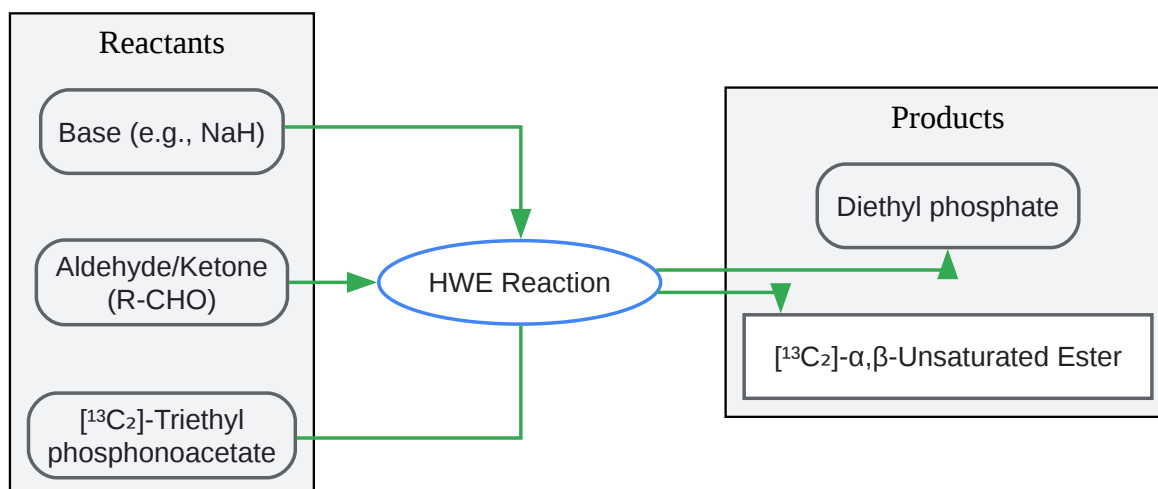 Reactants
Base (e.g., NaH)
Aldehyde/Ketone
(R-CHO)
[¹³C₂]-Triethyl
phosphonoacetate
HWE Reaction
Products
Diethyl phosphate
[¹³C₂]-α,β-Unsaturated Ester